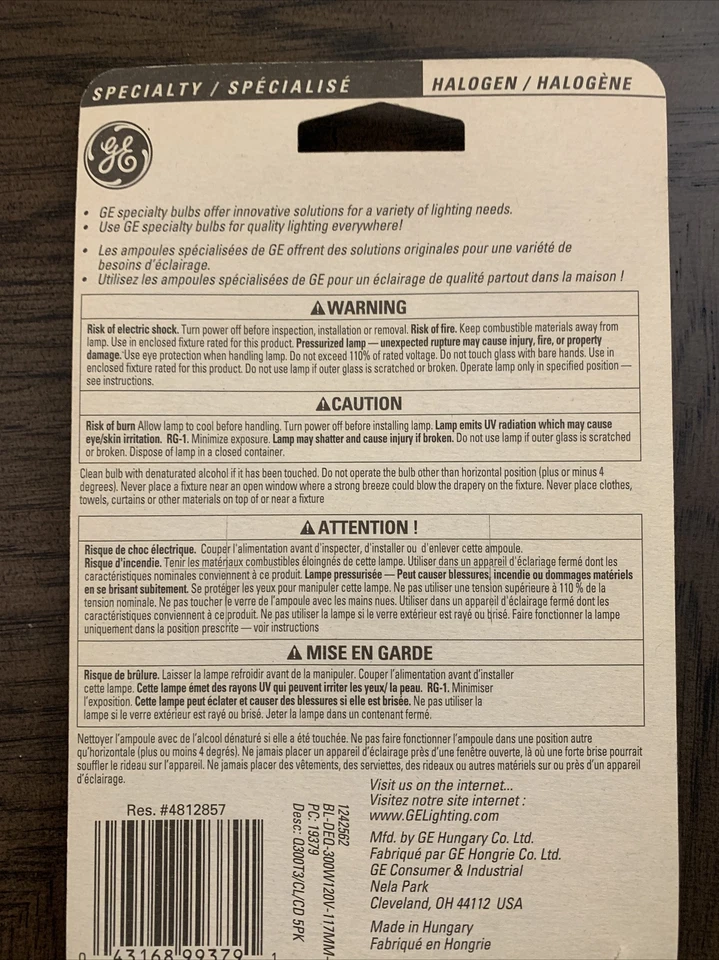 SPECIALTY / SPÉCIALISÉ
HALOGEN / HALOGÈNE
GE
• GE specialty bulbs offer innovative solutions for a variety of lighting needs.
• Use GE specialty bulbs for quality lighting everywhere!
• Les ampoules spécialisées de GE offrent des solutions originales pour une variété de
besoins d'éclairage.
• Utilisez les ampoules spécialisées de GE pour un éclairage de qualité partout dans la maison !
WARNING
Risk of electric shock. Turn power off before inspection, installation or removal. Risk of fire. Keep combustible materials away from
lamp. Use in enclosed fixture rated for this product. Pressurized lamp — unexpected rupture may cause injury, fire, or property
damage. Use eye protection when handling lamp. Do not exceed 110% of rated voltage. Do not touch glass with bare hands. Use in
enclosed fixture rated for this product. Do not use lamp if outer glass is scratched or broken. Operate lamp only in specified position —
see instructions.
CAUTION
Risk of burn Allow lamp to cool before handling. Turn power off before installing lamp. Lamp emits UV radiation which may cause
eye/skin irritation. RG-1. Minimize exposure. Lamp may shatter and cause injury if broken. Do not use lamp if outer glass is scratched
or broken. Dispose of lamp in a closed container.
Clean bulb with denaturated alcohol if it has been touched. Do not operate the bulb other than horizontal position (plus or minus 4
degrees). Never place a fixture near an open window where a strong breeze could blow the drapery on the fixture. Never place clothes,
towels, curtains or other materials on top of or near a fixture
ATTENTION !
Risque de choc électrique. Couper l'alimentation avant d'inspecter, d'installer ou d'enlever cette ampoule.
Risque d'incendie. Tenir les matériaux combustibles éloingnés de cette lampe. Utiliser dans un appareil d'éclariage fermé dont les
caractéristiques nominales conviennent à ce produit. Lampe pressurisée — Peut causer blessures, incendie ou dommages matériels
en se brisant subitement. Se protéger les yeux pour manipuler cette lampe. Ne pas utiliser une tension supérieure à 110 % de la
tension nominale. Ne pas toucher le verre de l'ampoule avec les mains nues. Utiliser dans un appareil d'éclairage fermé dont les
caractéristiques conviennent à ce produit. Ne pas utiliser la lampe si le verre extérieur est rayé ou brisé. Faire fonctionner la lampe
uniquement dans la position prescrite — voir instructions
MISE EN GARDE
Risque de brûlure. Laisser la lampe refroidir avant de la manipuler. Couper l'alimentation avant d'installer
cette lampe. Cette lampe émet des rayons UV qui peuvent irriter les yeux/ la peau. RG-1. Minimiser
l'exposition. Cette lampe peut éclater et causer des blessures si elle est brisée. Ne pas utiliser la
lampe si le verre extérieur est rayé ou brisé. Jeter la lampe dans un contenant fermé.
Nettoyer l'ampoule avec de l'alcool dénaturé si elle a été touchée. Ne pas faire fonctionner l'ampoule dans une position autre
qu'horizontale (plus ou moins 4 degrés). Ne jamais placer un appareil d'éclairage près d'une fenêtre ouverte, là où une forte brise pourrait
souffler le rideau sur l'appareil. Ne jamais placer des vêtements, des serviettes, des rideaux ou autres matériels sur ou près d'un appareil
d'éclairage.
Res. #4812857
0 43168 99379 1
1242562
BL-DEQ-300W120V-117MM-
PC: 19379
Desc: Q300T3/CL/CD 5PK
Visit us on the internet...
Visitez notre site internet :
www.GELighting.com
Mfd. by GE Hungary Co. Ltd.
Fabriqué par GE Hongrie Co. Ltd.
GE Consumer & Industrial
Nela Park
Cleveland, OH 44112 USA
Made in Hungary
Fabriqué en Hongrie